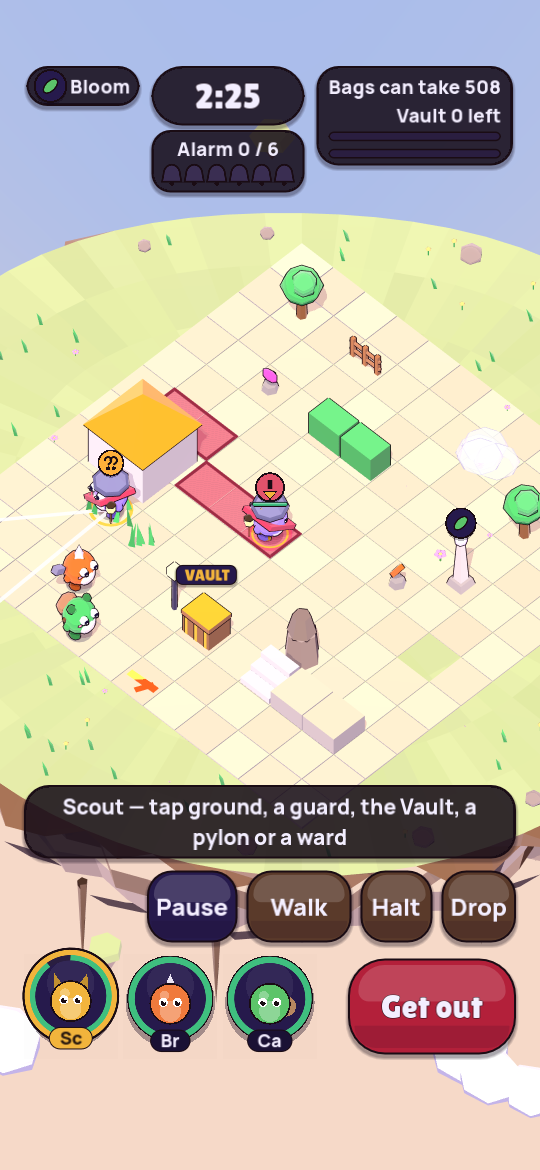 Bloom
2:25
Alarm 0 / 6
Bags can take 508
Vault 0 left
??
!
VAULT
Scout — tap ground, a guard, the Vault, a
pylon or a ward
Pause
Walk
Halt
Drop
Sc
Br
Ca
Get out